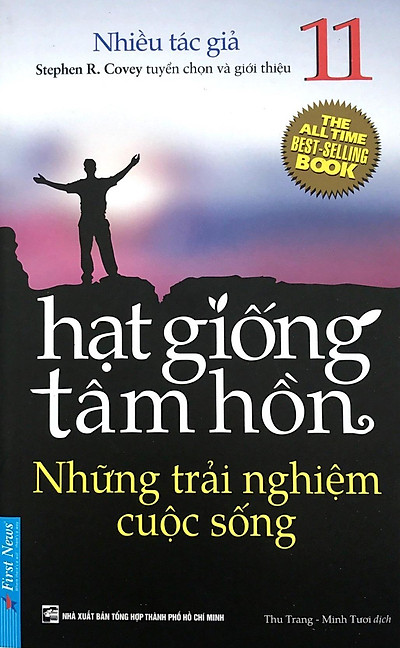 Nhiều tác giả
Stephen R. Covey tuyển chọn và giới thiệu
11
THE
ALL TIME
BEST-SELLING
BOOK
hạt giống
tâm hồn
Những trải nghiệm
cuộc sống
First News
NHÀ XUẤT BẢN TỔNG HỢP THÀNH PHỐ HỒ CHÍ MINH
Thu Trang - Minh Tươi dịch